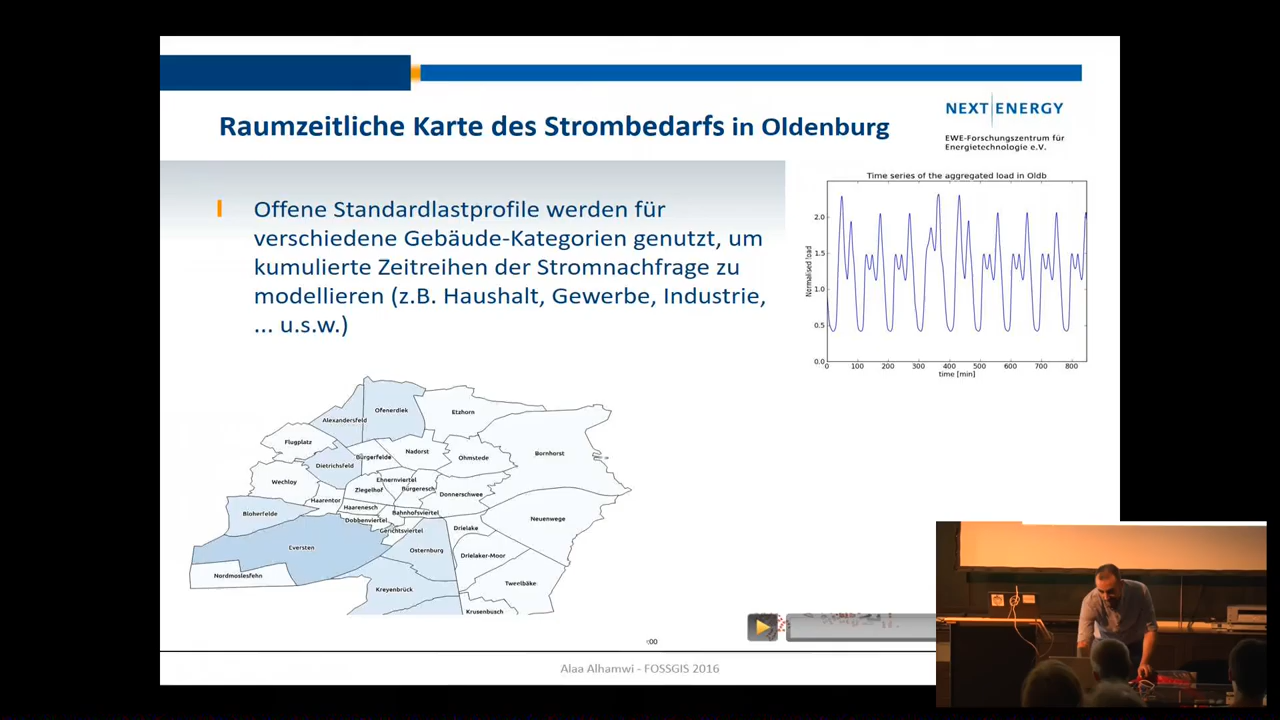 Raumzeitliche Karte des Strombedarfs in Oldenburg
NEXT ENERGY
EWE-Forschungszentrum für
Energietechnologie e.V.
Offene Standardlastprofile werden für
verschiedene Gebäude-Kategorien genutzt, um
kumulierte Zeitreihen der Stromnachfrage zu
modellieren (z.B. Haushalt, Gewerbe, Industrie,
... u.s.w.)
Time series of the aggregated load in Oldb
Normalised load
2.0
1.5
1.0
0.5
0.0
0 100 200 300 400 500 600 700 800
time [min]
Ofenerdiek
Etzhorn
Alexandersfeld
Flugplatz
Nadorst
Bürgerfelde
Ohmstede
Bornhorst
Dietrichsfeld
Wechloy
Ehnernviertel
Ziegelhof
Bürgeresch
Donnerschwee
Haarentor
Haarenesch
Bloherfelde
Bahnhofsviertel
Dobbenviertel
Neuenwege
Gerichtsviertel
Drielake
Eversten
Osternburg
Drielaker-Moor
Nordmoslesfehn
Kreyenbrück
Tweelbäke
Krusenbusch
:00
Alaa Alhamwi - FOSSGIS 2016